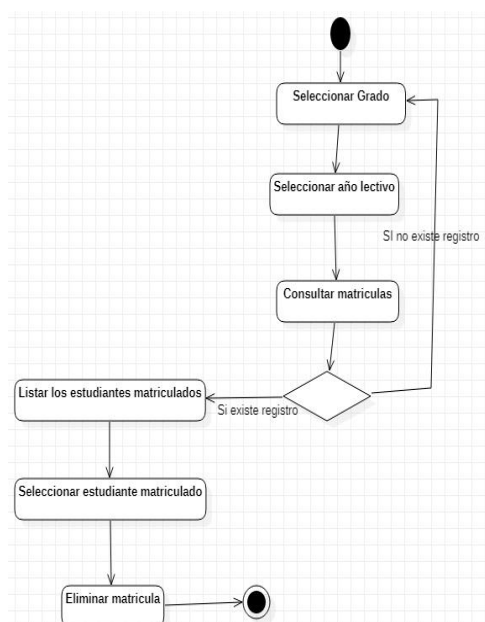 Seleccionar Grado
Seleccionar año lectivo
SI no existe registro
Consultar matriculas
Listar los estudiantes matriculados
Si existe registro
Seleccionar estudiante matriculado
Eliminar matricula